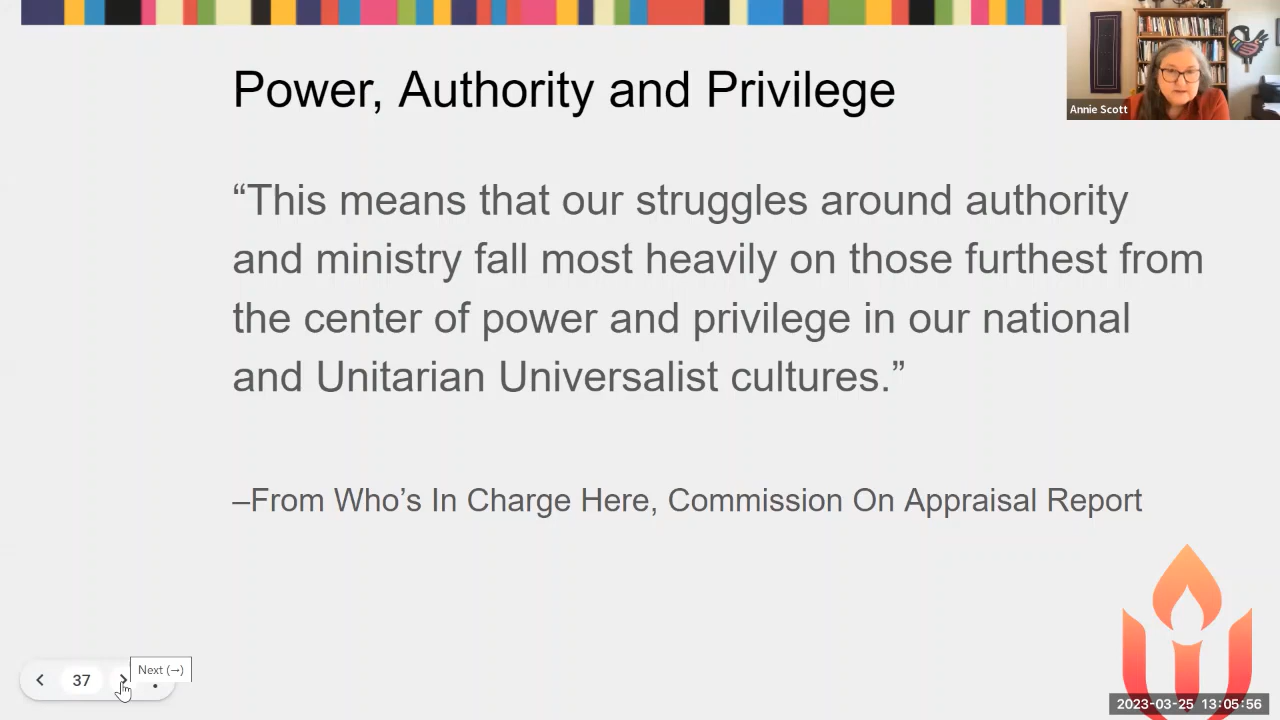 Power, Authority and Privilege
Annie Scott
“This means that our struggles around authority
and ministry fall most heavily on those furthest from
the center of power and privilege in our national
and Unitarian Universalist cultures.”
–From Who’s In Charge Here, Commission On Appraisal Report
Next (→)
37
2023-03-25 13:05:56